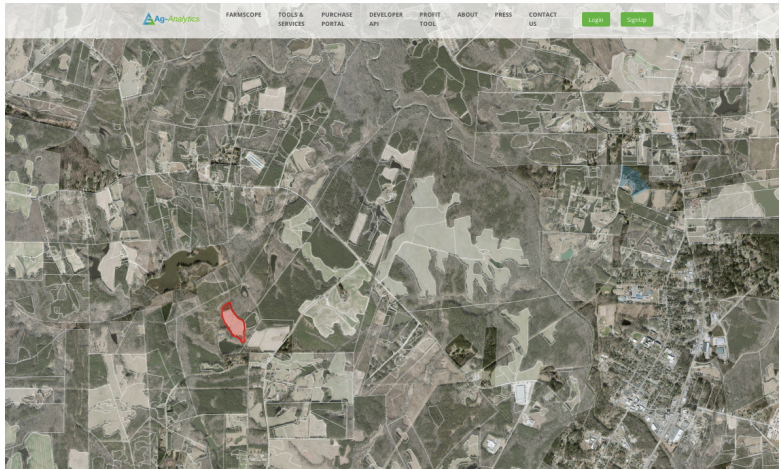 Ag-Analytics
FARMSCOPE
TOOLS &
SERVICES
PURCHASE
PORTAL
DEVELOPER
API
PROFIT
TOOL
ABOUT
PRESS
CONTACT
US
Login
SignUp